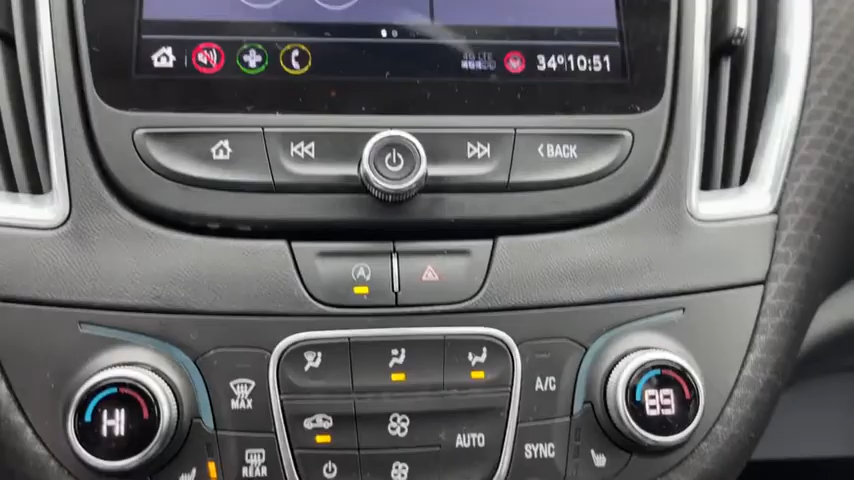 34° 10:51
BACK
A
HI
MAX
A/C
89
AUTO
SYNC
REAR